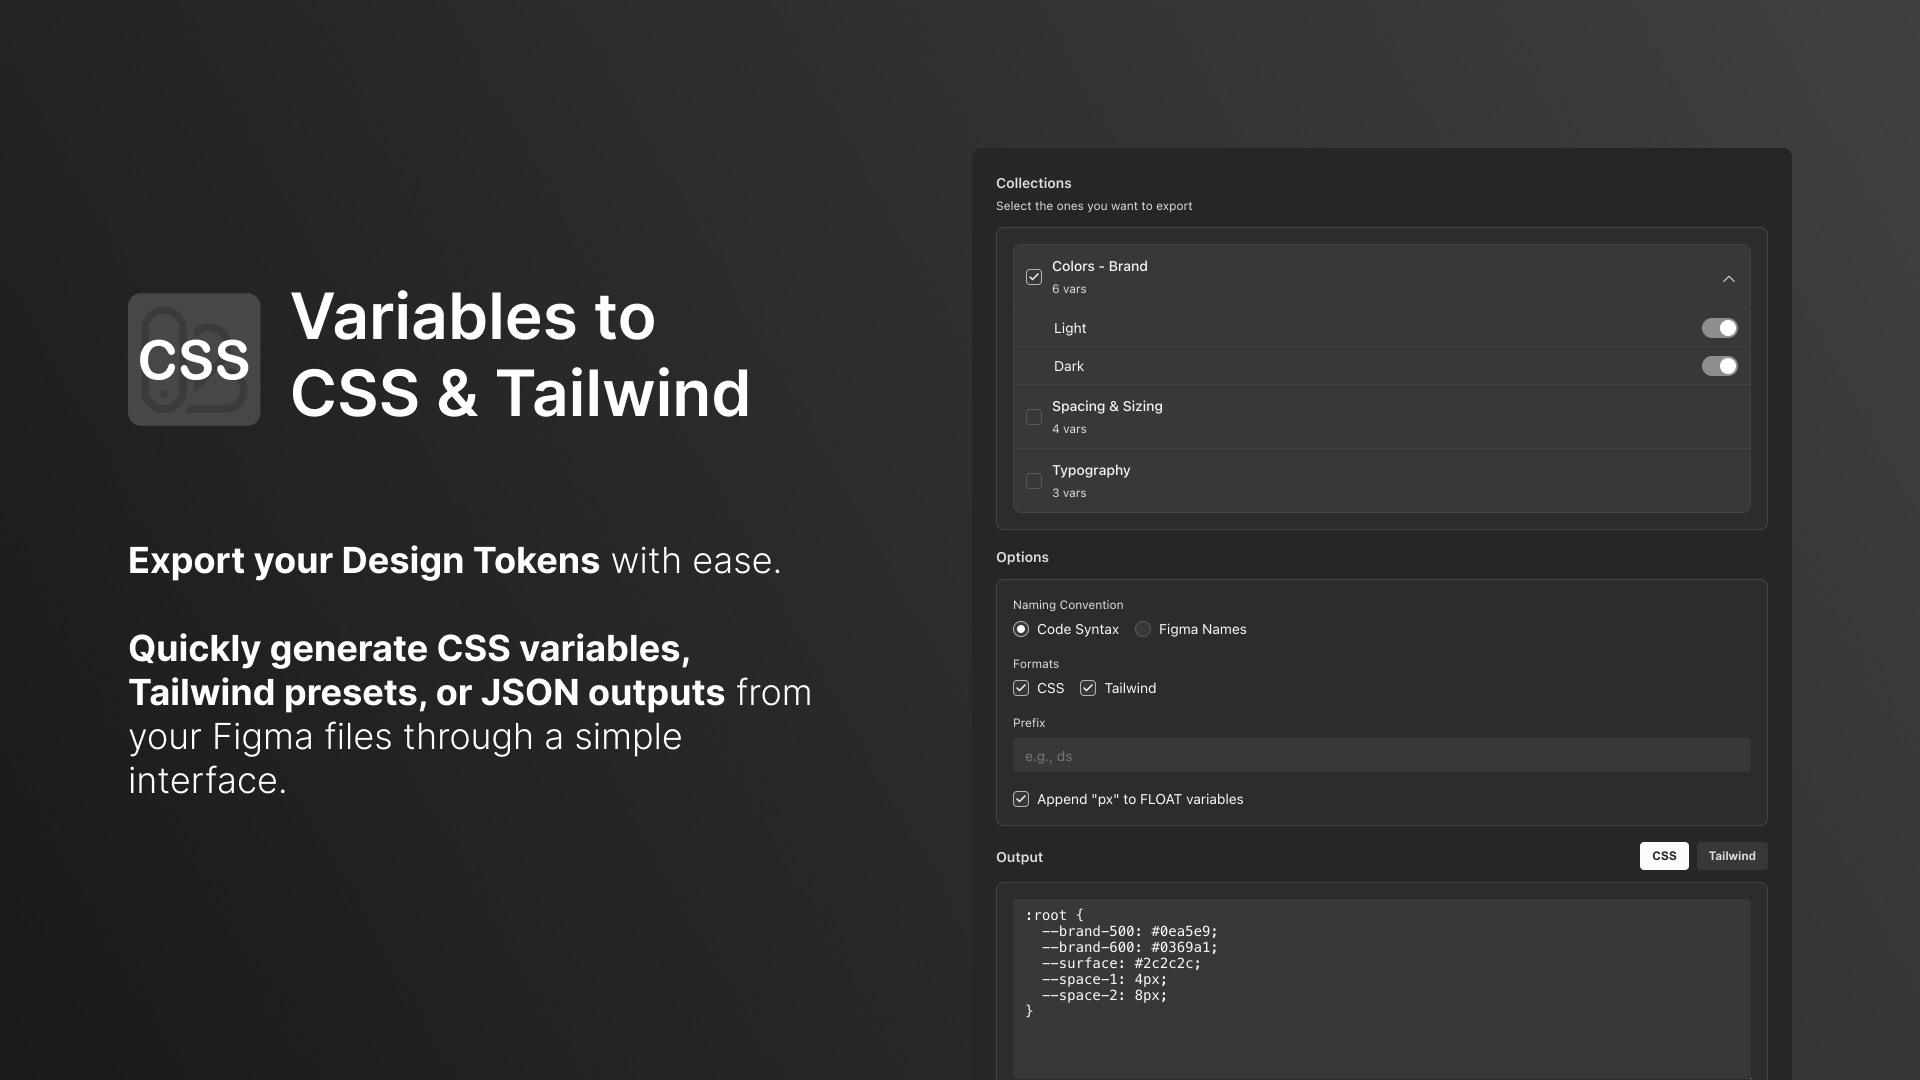 CSS
Variables to
CSS & Tailwind
Export your Design Tokens with ease.
Quickly generate CSS variables,
Tailwind presets, or JSON outputs from
your Figma files through a simple
interface.
Collections
Select the ones you want to export
Colors - Brand
6 vars
Light
Dark
Spacing & Sizing
4 vars
Typography
3 vars
Options
Naming Convention
Code Syntax Figma Names
Formats
CSS Tailwind
Prefix
e.g., ds
Append "px" to FLOAT variables
Output CSS Tailwind
:root {
--brand-500: #0ea5e9;
--brand-600: #0369a1;
--surface: #2c2c2c;
--space-1: 4px;
--space-2: 8px;
}